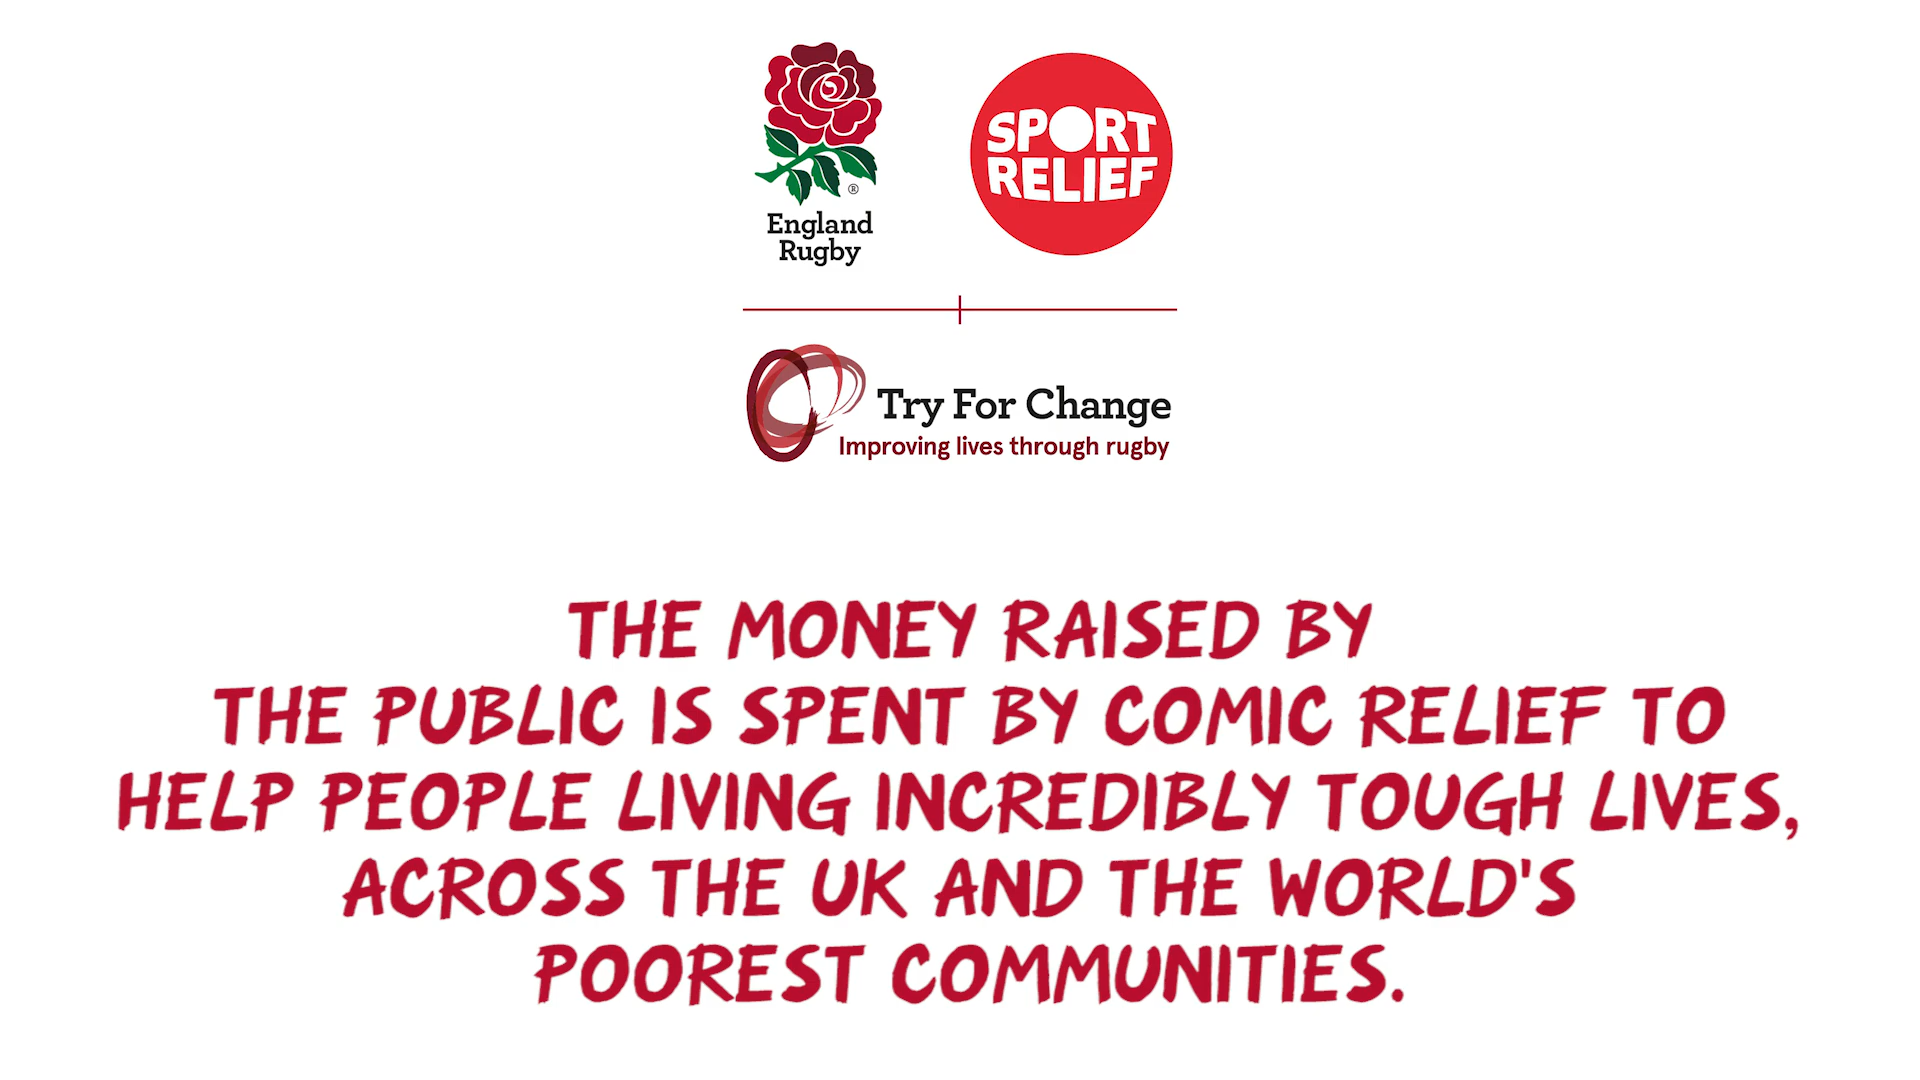 England
Rugby
®
SPORT
RELIEF
Try For Change
Improving lives through rugby
THE MONEY RAISED BY
THE PUBLIC IS SPENT BY COMIC RELIEF TO
HELP PEOPLE LIVING INCREDIBLY TOUGH LIVES,
ACROSS THE UK AND THE WORLD'S
POOREST COMMUNITIES.